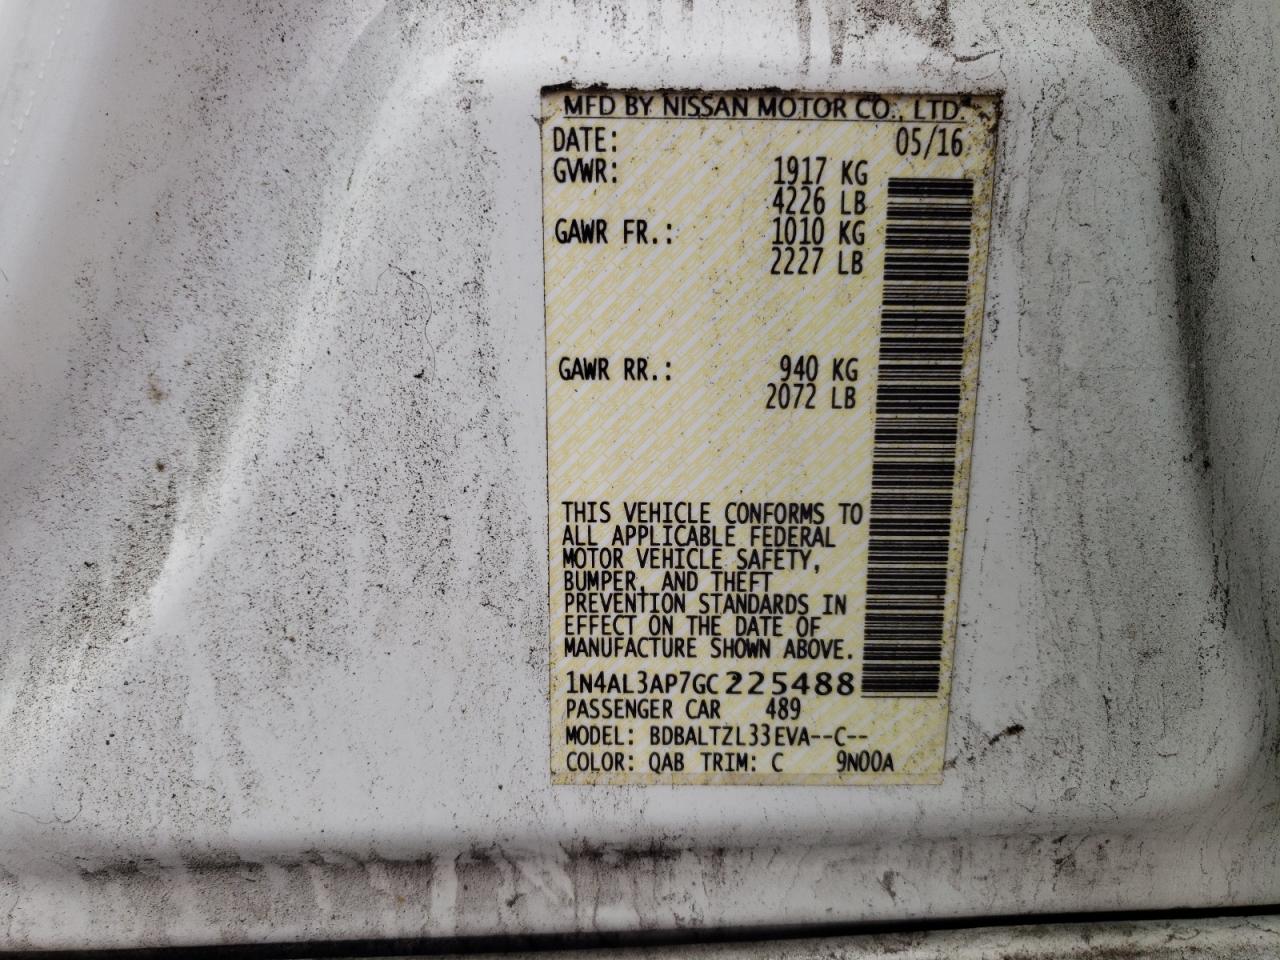 MFD BY NISSAN MOTOR CO., LTD.
DATE: 05/16
GVWR: 1917 KG
4226 LB
GAWR FR.: 1010 KG
2227 LB
GAWR RR.: 940 KG
2072 LB
THIS VEHICLE CONFORMS TO
ALL APPLICABLE FEDERAL
MOTOR VEHICLE SAFETY,
BUMPER, AND THEFT
PREVENTION STANDARDS IN
EFFECT ON THE DATE OF
MANUFACTURE SHOWN ABOVE.
1N4AL3AP7GC225488
PASSENGER CAR 489
MODEL: BDBALTZL33EVA--C--
COLOR: QAB TRIM: C 9N00A